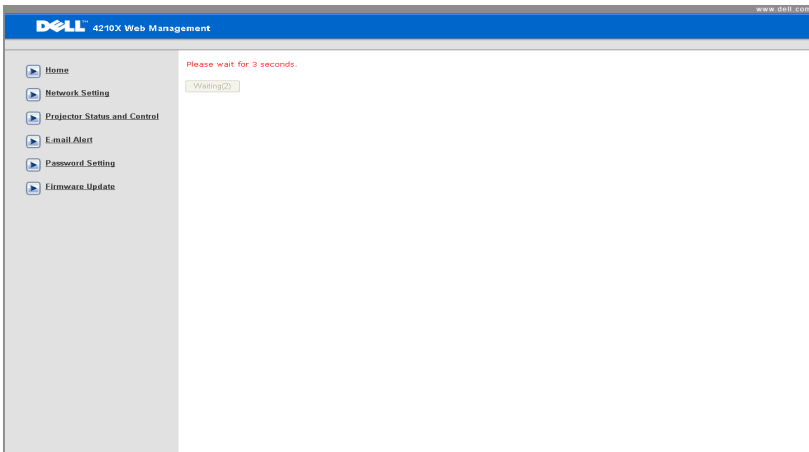 www.dell.com
DELL™ 4210X Web Management
Home
Network Setting
Projector Status and Control
E-mail Alert
Password Setting
Firmware Update
Please wait for 3 seconds.
Waiting(2)